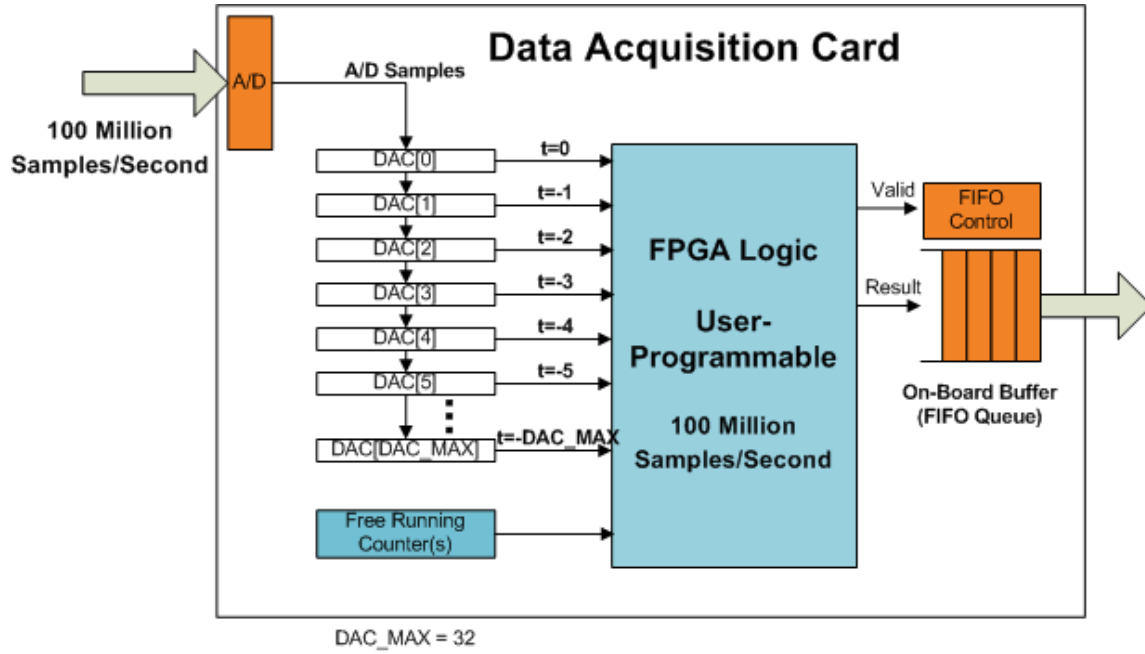 Data Acquisition Card
A/D
A/D Samples
100 Million
Samples/Second
DAC[0]
t=0
DAC[1]
t=-1
DAC[2]
t=-2
DAC[3]
t=-3
DAC[4]
t=-4
DAC[5]
t=-5
DAC[DAC_MAX]
t=-DAC_MAX
Free Running
Counter(s)
FPGA Logic
User-
Programmable
100 Million
Samples/Second
Valid
FIFO
Control
Result
On-Board Buffer
(FIFO Queue)
DAC_MAX = 32